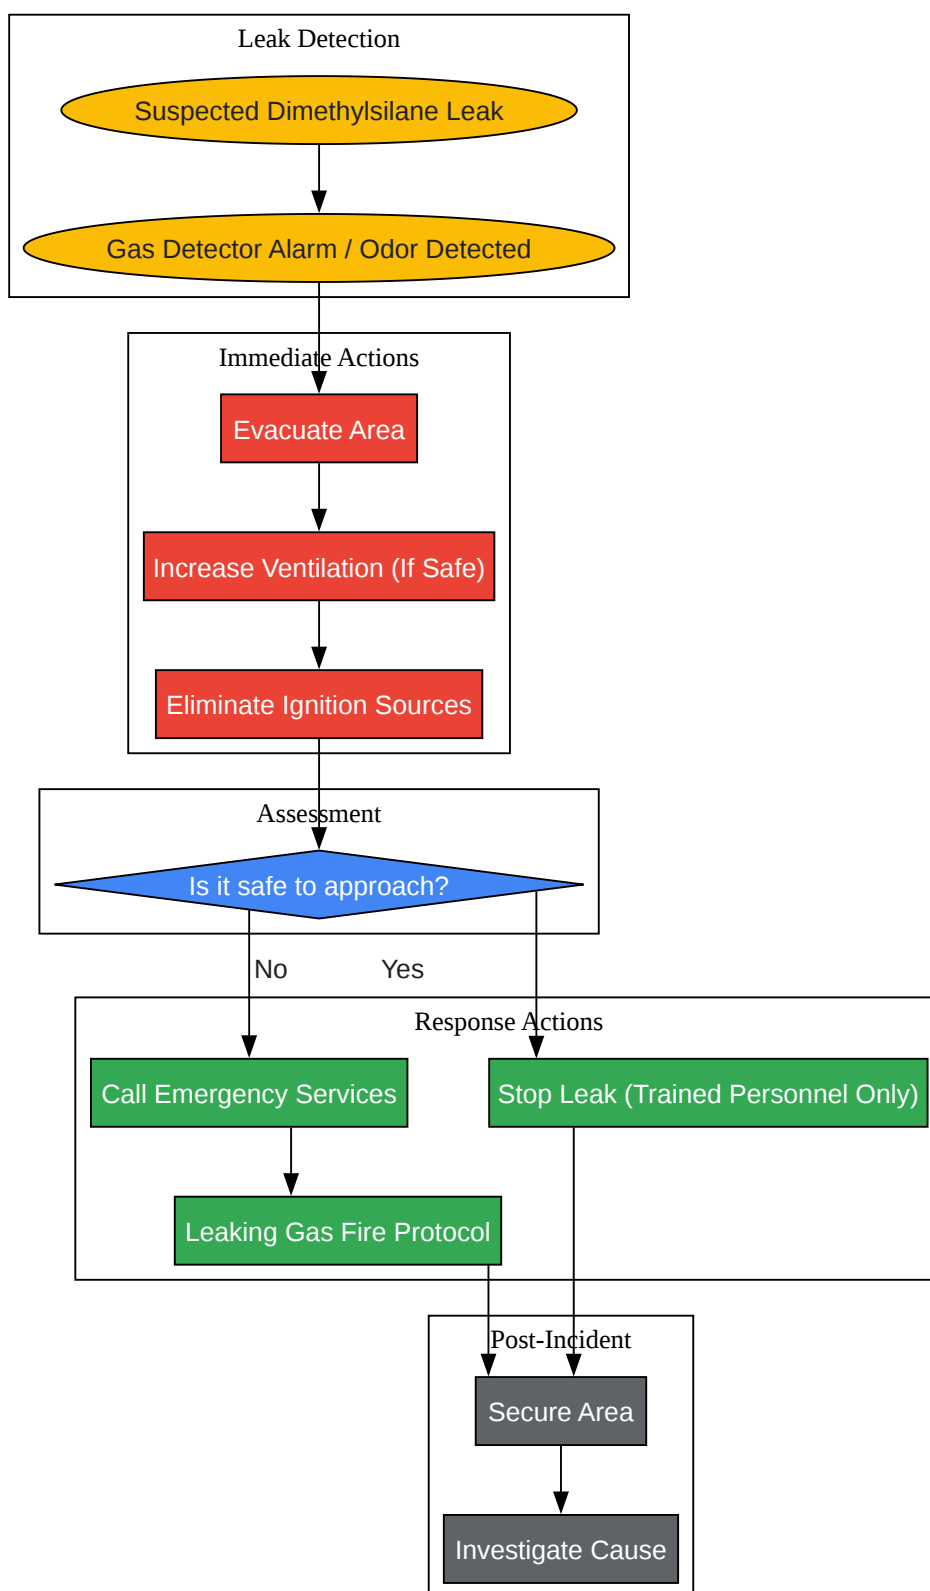 Leak Detection
Suspected Dimethylsilane Leak
Gas Detector Alarm / Odor Detected
Immediate Actions
Evacuate Area
Increase Ventilation (If Safe)
Eliminate Ignition Sources
Assessment
Is it safe to approach?
No
Yes
Response Actions
Call Emergency Services
Stop Leak (Trained Personnel Only)
Leaking Gas Fire Protocol
Post-Incident
Secure Area
Investigate Cause